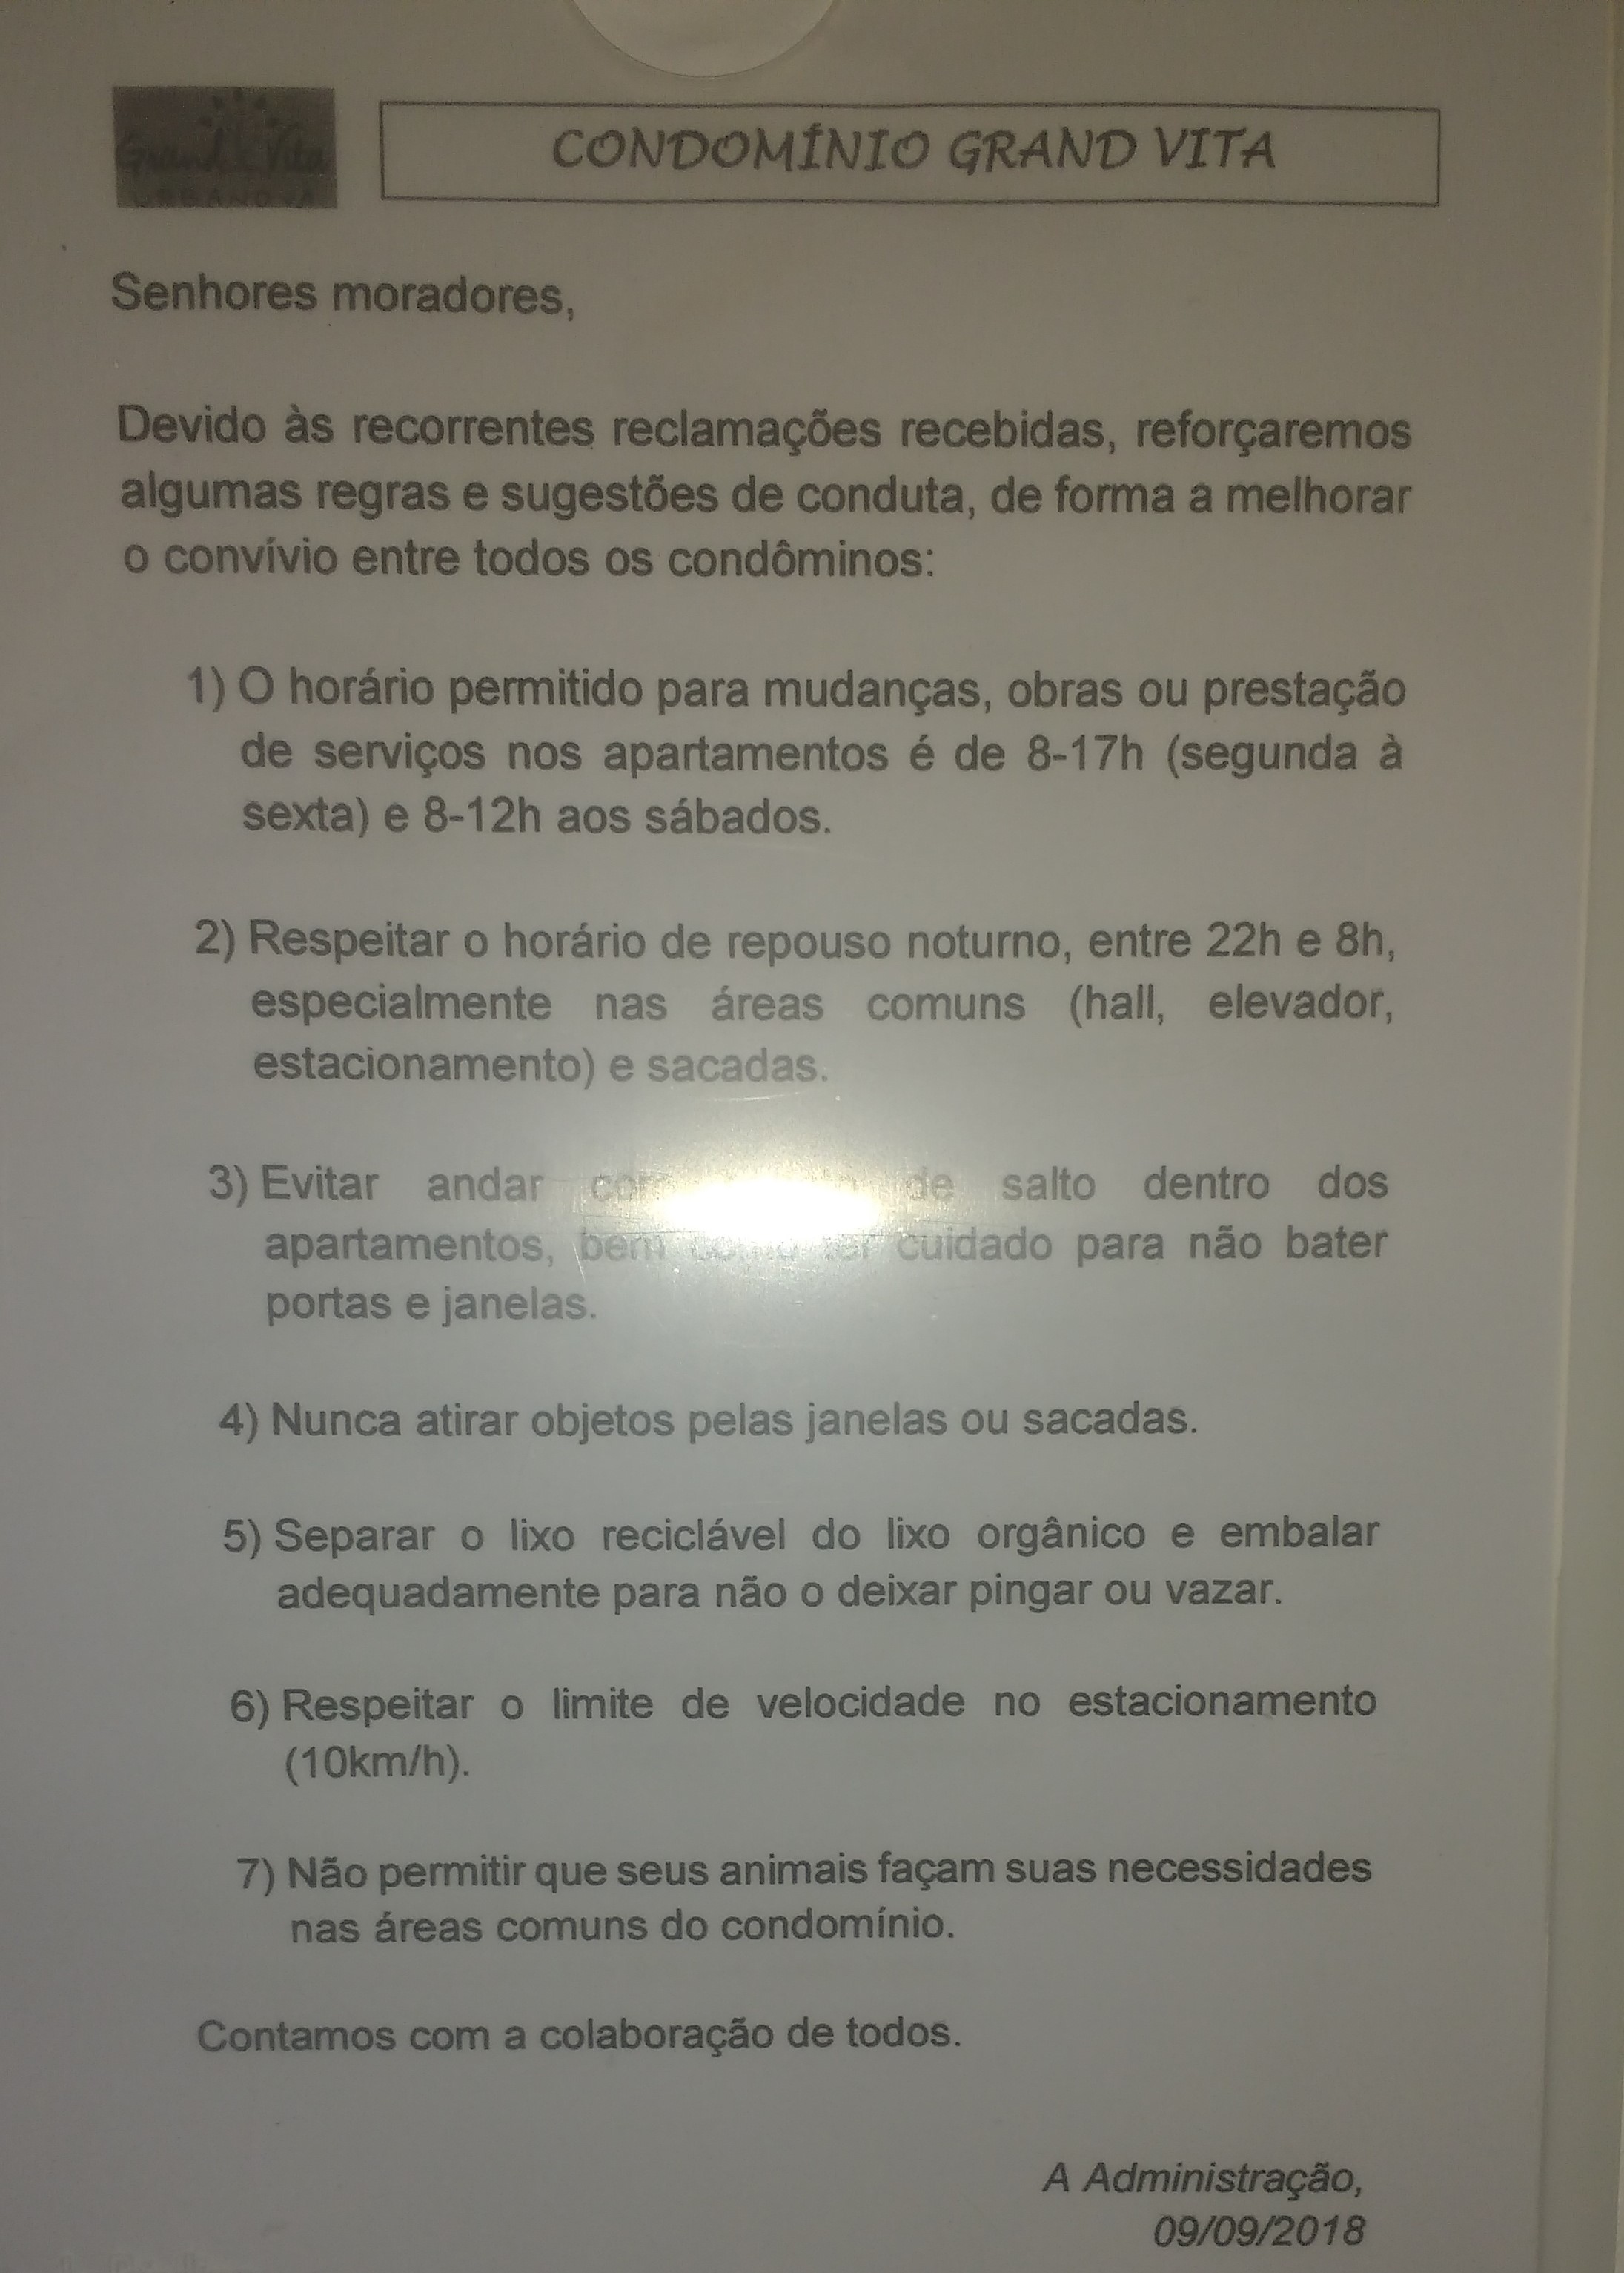 Grand Vita
URBANOVA
CONDOMÍNIO GRAND VITA
Senhores moradores,
Devido às recorrentes reclamações recebidas, reforçaremos
algumas regras e sugestões de conduta, de forma a melhorar
o convívio entre todos os condôminos:
1) O horário permitido para mudanças, obras ou prestação
de serviços nos apartamentos é de 8-17h (segunda à
sexta) e 8-12h aos sábados.
2) Respeitar o horário de repouso noturno, entre 22h e 8h,
especialmente nas áreas comuns (hall, elevador,
estacionamento) e sacadas.
3) Evitar andar com de salto dentro dos
apartamentos, bem como ter cuidado para não bater
portas e janelas.
4) Nunca atirar objetos pelas janelas ou sacadas.
5) Separar o lixo reciclável do lixo orgânico e embalar
adequadamente para não o deixar pingar ou vazar.
6) Respeitar o limite de velocidade no estacionamento
(10km/h).
7) Não permitir que seus animais façam suas necessidades
nas áreas comuns do condomínio.
Contamos com a colaboração de todos.
A Administração,
09/09/2018